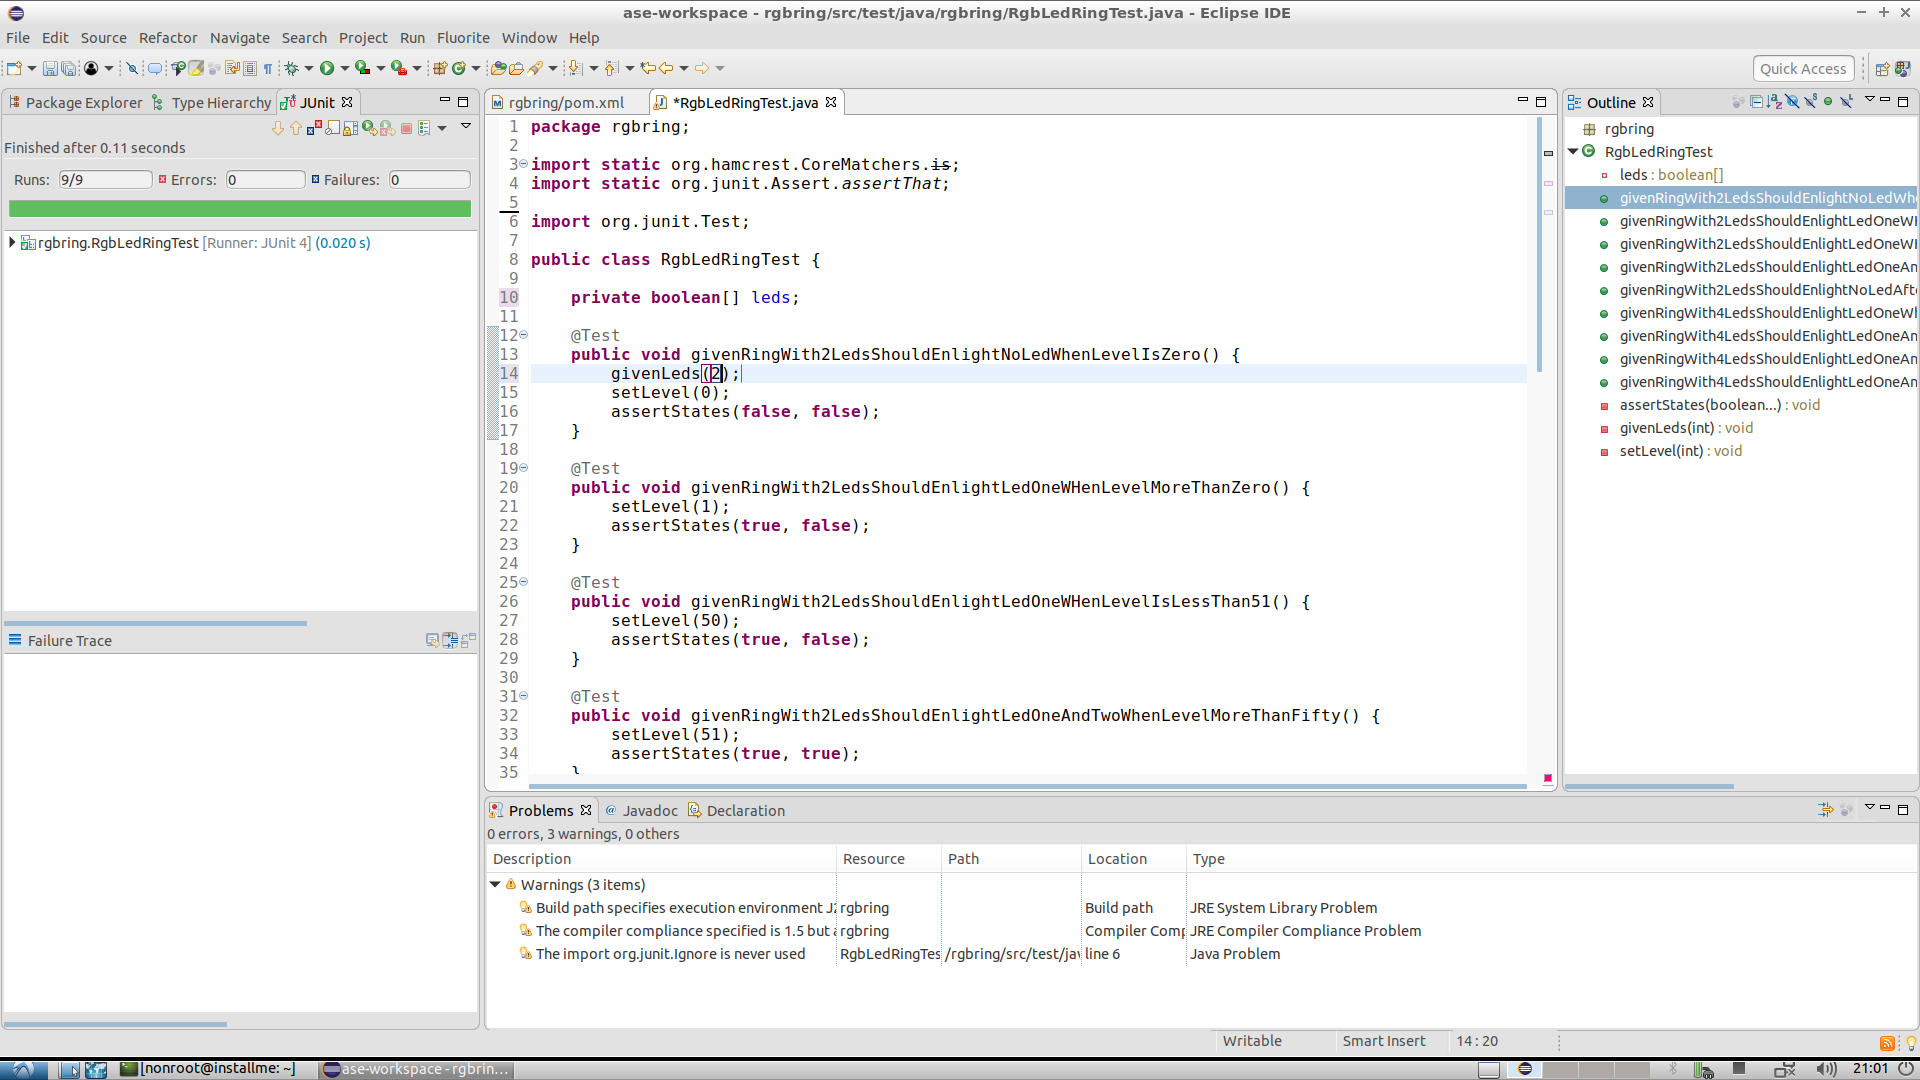 ase-workspace - rgbring/src/test/java/rgbring/RgbLedRingTest.java - Eclipse IDE
File Edit Source Refactor Navigate Search Project Run Fluorite Window Help
Quick Access
Package Explorer Type Hierarchy JUnit
Finished after 0.11 seconds
Runs: 9/9 Errors: 0 Failures: 0
rgbring.RgbLedRingTest [Runner: JUnit 4] (0.020 s)
Failure Trace
rgbring/pom.xml *RgbLedRingTest.java
1 package rgbring;
2
3 import static org.hamcrest.CoreMatchers.is;
4 import static org.junit.Assert.assertThat;
5
6 import org.junit.Test;
7
8 public class RgbLedRingTest {
9
10 private boolean[] leds;
11
12 @Test
13 public void givenRingWith2LedsShouldEnlightNoLedWhenLevelIsZero() {
14 givenLeds(2);
15 setLevel(0);
16 assertStates(false, false);
17 }
18
19 @Test
20 public void givenRingWith2LedsShouldEnlightLedOneWHenLevelMoreThanZero() {
21 setLevel(1);
22 assertStates(true, false);
23 }
24
25 @Test
26 public void givenRingWith2LedsShouldEnlightLedOneWHenLevelIsLessThan51() {
27 setLevel(50);
28 assertStates(true, false);
29 }
30
31 @Test
32 public void givenRingWith2LedsShouldEnlightLedOneAndTwoWhenLevelMoreThanFifty() {
33 setLevel(51);
34 assertStates(true, true);
35 }
Outline
rgbring
RgbLedRingTest
leds : boolean[]
givenRingWith2LedsShouldEnlightNoLedWhe
givenRingWith2LedsShouldEnlightLedOneWH
givenRingWith2LedsShouldEnlightLedOneWH
givenRingWith2LedsShouldEnlightLedOneAn
givenRingWith2LedsShouldEnlightNoLedAft
givenRingWith4LedsShouldEnlightLedOneWh
givenRingWith4LedsShouldEnlightLedOneAn
givenRingWith4LedsShouldEnlightLedOneAn
givenRingWith4LedsShouldEnlightLedOneAn
assertStates(boolean...) : void
givenLeds(int) : void
setLevel(int) : void
Problems Javadoc Declaration
0 errors, 3 warnings, 0 others
Description Resource Path Location Type
Warnings (3 items)
Build path specifies execution environment J2 rgbring Build path JRE System Library Problem
The compiler compliance specified is 1.5 but a rgbring Compiler Comp JRE Compiler Compliance Problem
The import org.junit.Ignore is never used RgbLedRingTes /rgbring/src/test/jav line 6 Java Problem
Writable Smart Insert 14 : 20
[nonroot@installme: ~] ase-workspace - rgbrin... 21:01